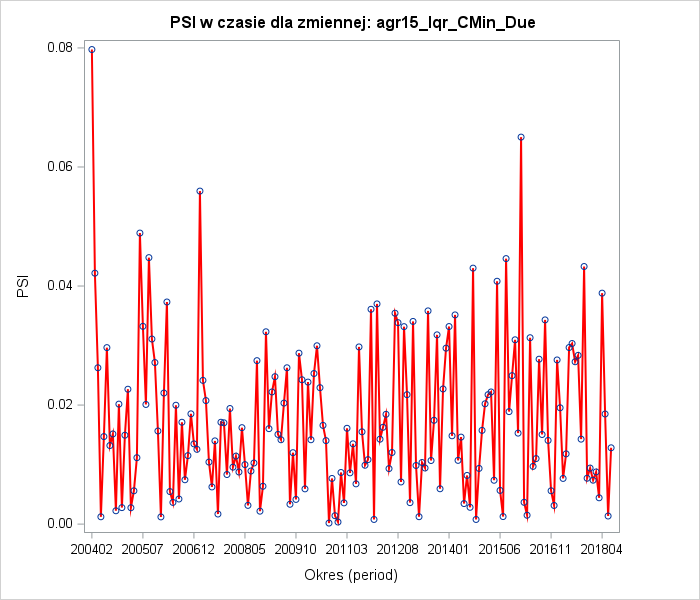 PSI w czasie dla zmiennej: agr15_Iqr_CMin_Due
0.08
0.06
0.04
0.02
0.00
PSI
200402 200507 200612 200805 200910 201103 201208 201401 201506 201611 201804
Okres (period)